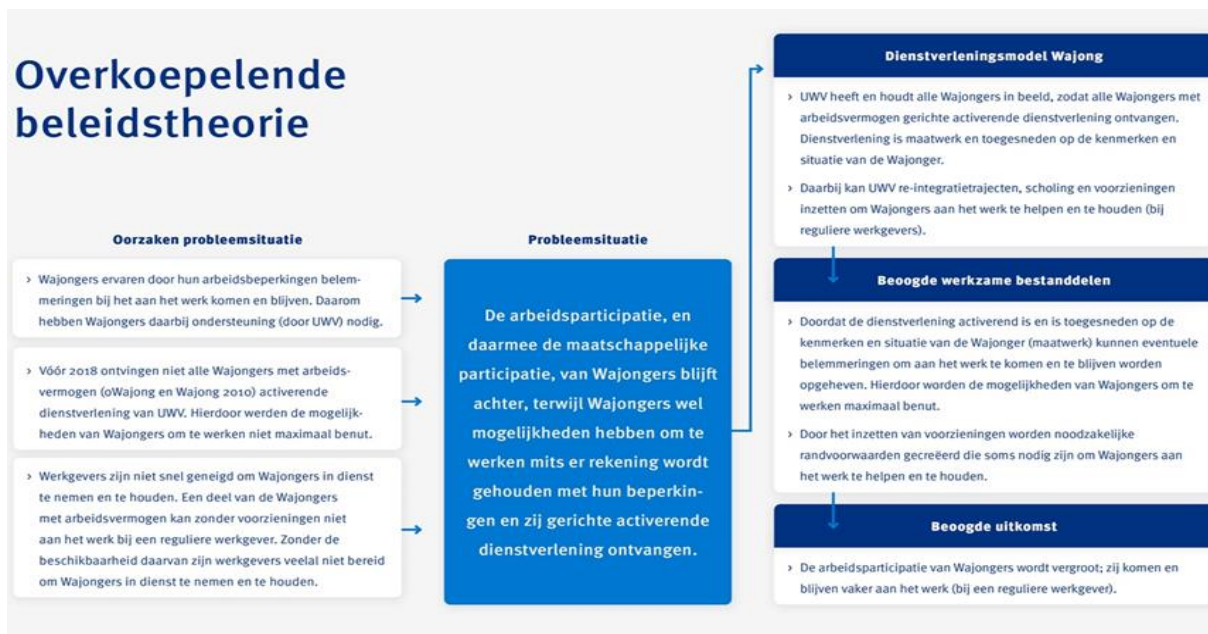 Overkoepelende
beleidstheorie
Oorzaken probleemsituatie
› Wajongers ervaren door hun arbeidsbeperkingen belem-
meringen bij het aan het werk komen en blijven. Daarom
hebben Wajongers daarbij ondersteuning (door UWV) nodig.
› Vóór 2018 ontvingen niet alle Wajongers met arbeids-
vermogen (oWajong en Wajong 2010) activerende
dienstverlening van UWV. Hierdoor werden de mogelijk-
heden van Wajongers om te werken niet maximaal benut.
› Werkgevers zijn niet snel geneigd om Wajongers in dienst
te nemen en te houden. Een deel van de Wajongers
met arbeidsvermogen kan zonder voorzieningen niet
aan het werk bij een reguliere werkgever. Zonder de
beschikbaarheid daarvan zijn werkgevers veelal niet bereid
om Wajongers in dienst te nemen en te houden.
Probleemsituatie
De arbeidsparticipatie, en
daarmee de maatschappelijke
participatie, van Wajongers blijft
achter, terwijl Wajongers wel
mogelijkheden hebben om te
werken mits er rekening wordt
gehouden met hun beperkin-
gen en zij gerichte activerende
dienstverlening ontvangen.
Dienstverleningsmodel Wajong
› UWV heeft en houdt alle Wajongers in beeld, zodat alle Wajongers met
arbeidsvermogen gerichte activerende dienstverlening ontvangen.
Dienstverlening is maatwerk en toegesneden op de kenmerken en
situatie van de Wajonger.
› Daarbij kan UWV re-integratietrajecten, scholing en voorzieningen
inzetten om Wajongers aan het werk te helpen en te houden (bij
reguliere werkgevers).
Beoogde werkzame bestanddelen
› Doordat de dienstverlening activerend is en is toegesneden op de
kenmerken en situatie van de Wajonger (maatwerk) kunnen eventuele
belemmeringen om aan het werk te komen en te blijven worden
opgeheven. Hierdoor worden de mogelijkheden van Wajongers om te
werken maximaal benut.
› Door het inzetten van voorzieningen worden noodzakelijke
randvoorwaarden gecreëerd die soms nodig zijn om Wajongers aan
het werk te helpen en te houden.
Beoogde uitkomst
› De arbeidsparticipatie van Wajongers wordt vergroot; zij komen en
blijven vaker aan het werk (bij een reguliere werkgever).